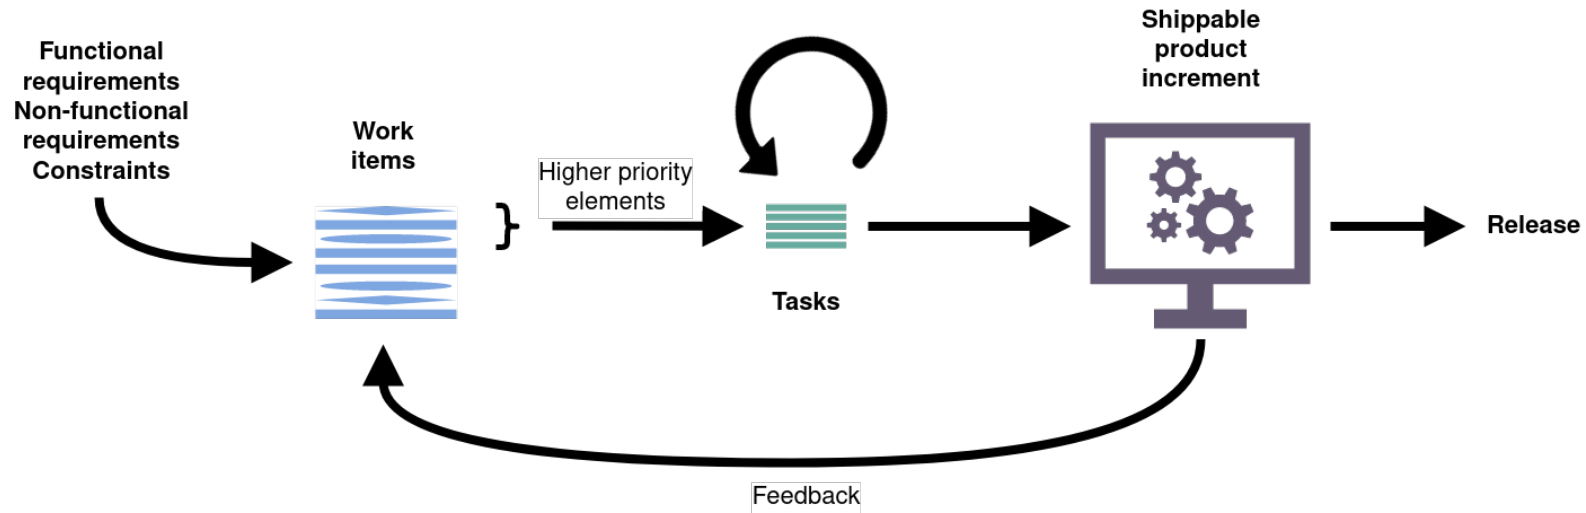 Functional
requirements
Non-functional
requirements
Constraints
Work
items
Higher priority
elements
Tasks
Shippable
product
increment
Release
Feedback